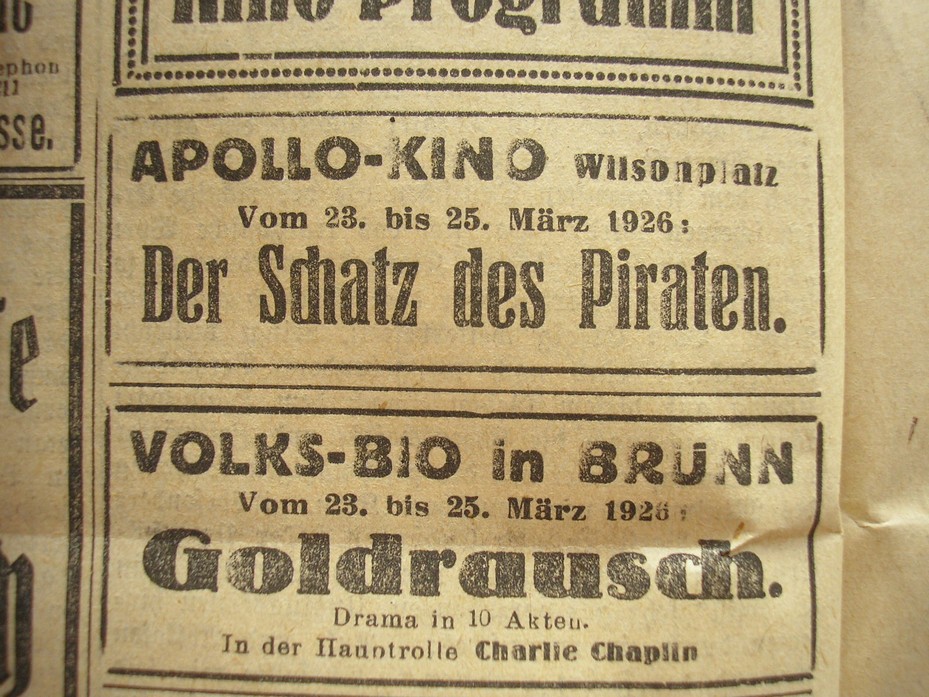 Kino Programm
ephon
sse.
APOLLO-KINO Wilsonplatz
Vom 23. bis 25. März 1926:
Der Schatz des Piraten.
VOLKS-BIO in BRÜNN
Vom 23. bis 25. März 1926:
Goldrausch.
Drama in 10 Akten.
In der Hauptrolle Charlie Chaplin